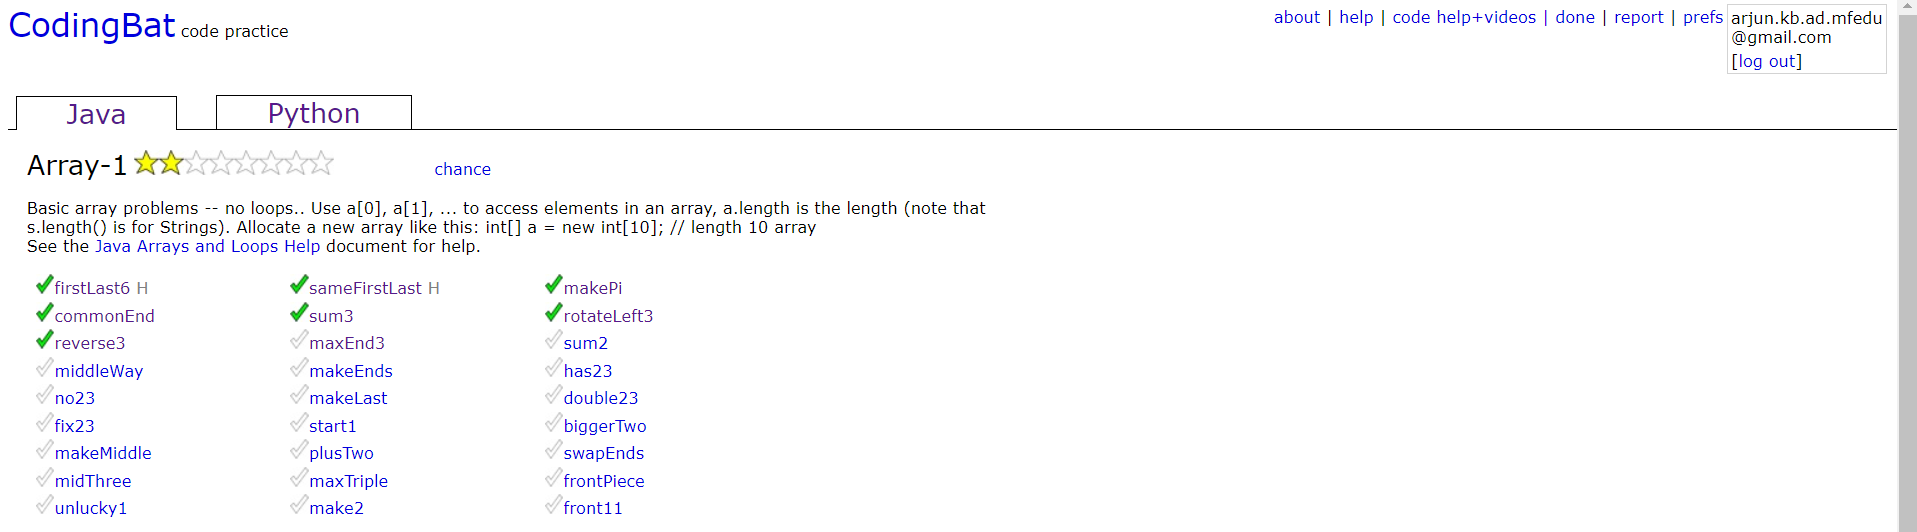 CodingBat code practice
about | help | code help+videos | done | report | prefs
arjun.kb.ad.mfedu
@gmail.com
[log out]
Java
Python
Array-1
chance
Basic array problems -- no loops.. Use a[0], a[1], ... to access elements in an array, a.length is the length (note that
s.length() is for Strings). Allocate a new array like this: int[] a = new int[10]; // length 10 array
See the Java Arrays and Loops Help document for help.
firstLast6 H sameFirstLast H makePi
commonEnd sum3 rotateLeft3
reverse3 maxEnd3 sum2
middleWay makeEnds has23
no23 makeLast double23
fix23 start1 biggerTwo
makeMiddle plusTwo swapEnds
midThree maxTriple frontPiece
unlucky1 make2 front11